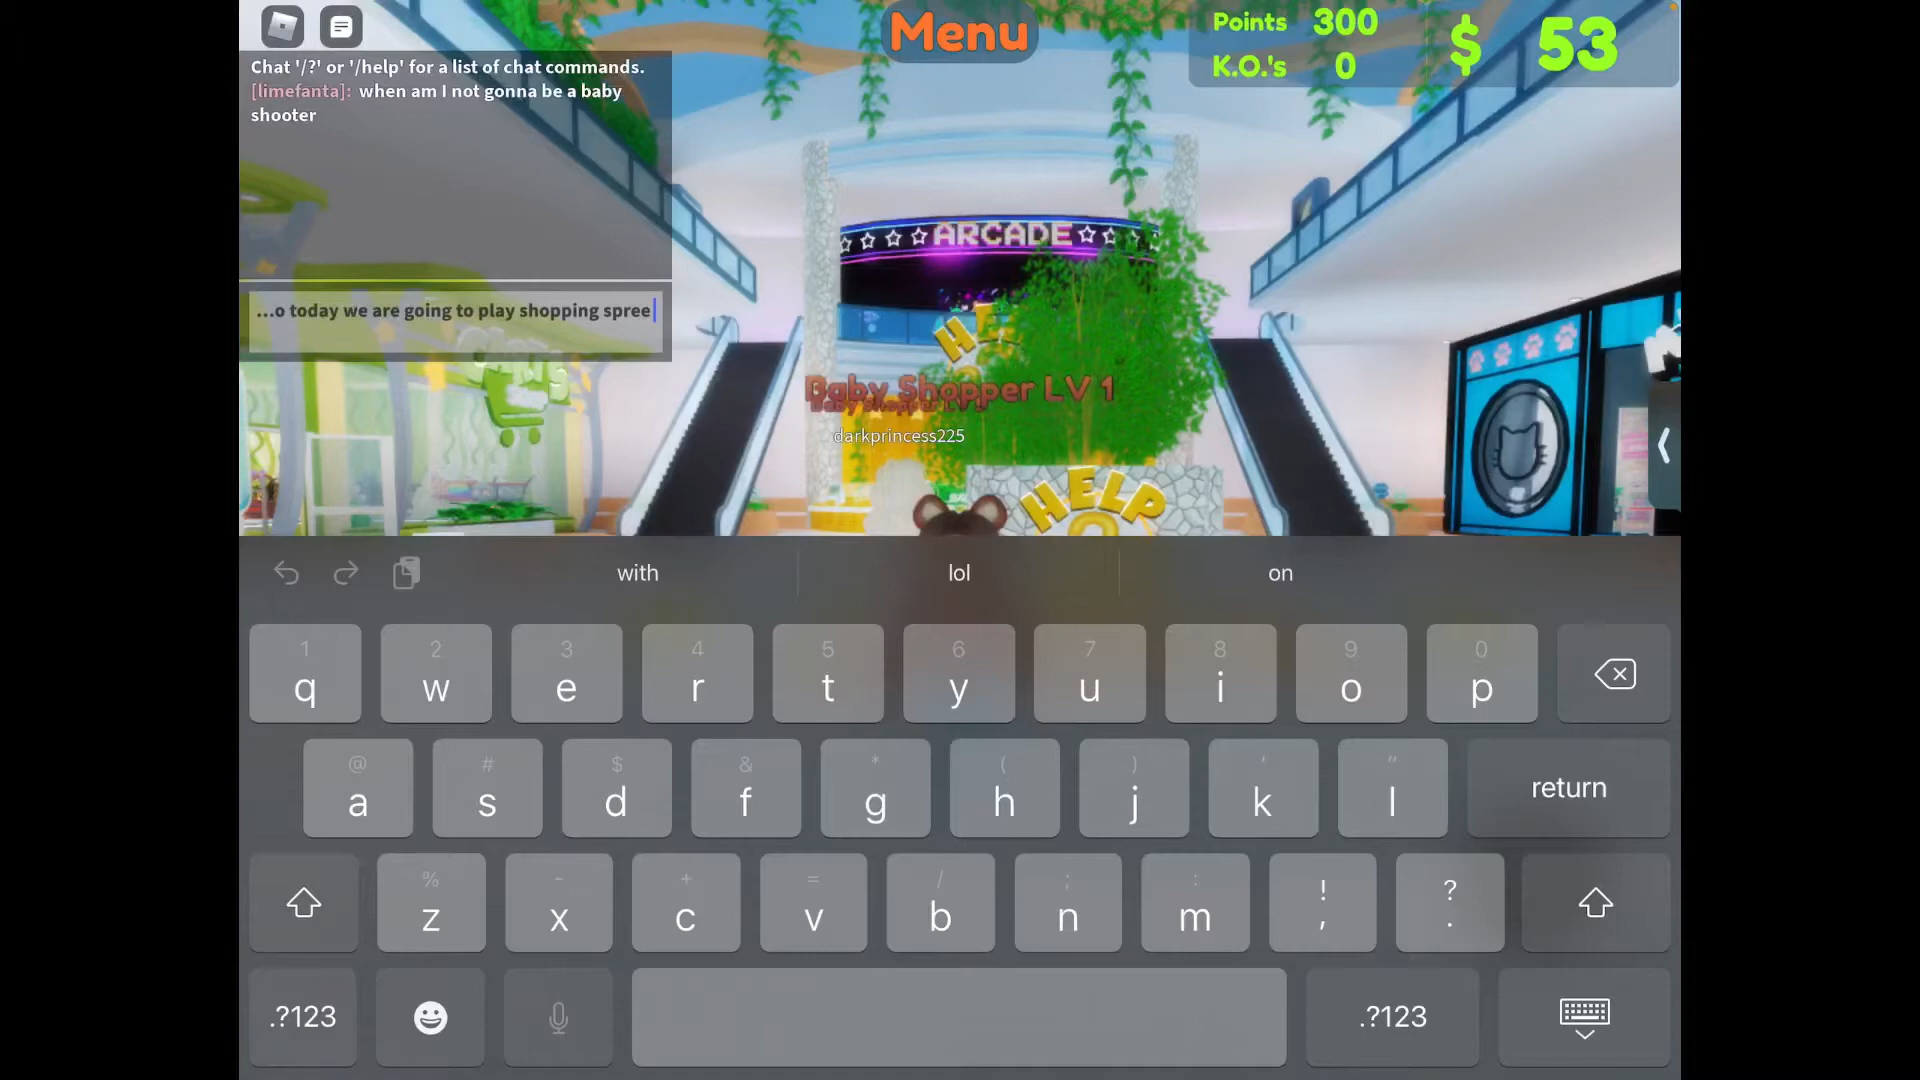 Menu
Points 300
K.O.'s 0
$ 53
Chat '/?' or '/help' for a list of chat commands.
[limefanta]: when am I not gonna be a baby
shooter
ARCADE
...o today we are going to play shopping spree
HEL
Baby Shopper LV 1
darkprincess225
HELP
?
with lol on
1 2 3 4 5 6 7 8 9 0
q w e r t y u i o p
@ # $ & * ( ) ' "
a s d f g h j k l return
% - + = / ; : ! ?
z x c v b n m , .
.?123 .?123